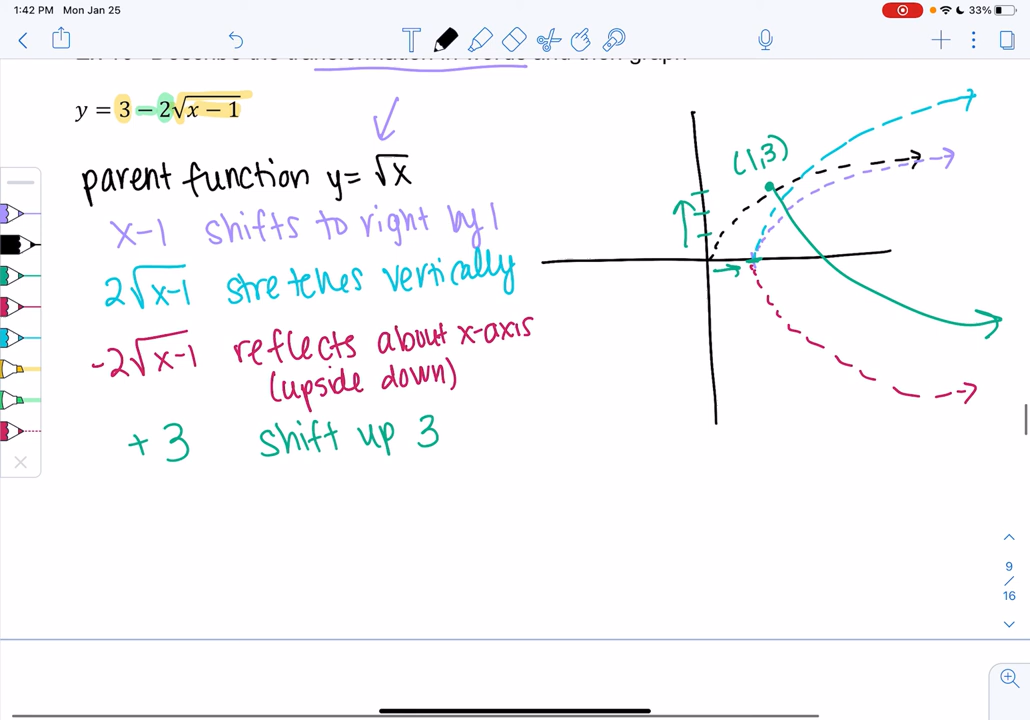 1:42 PM Mon Jan 25
33%
T
y = 3 − 2√x − 1
parent function y = √x
x-1 shifts to right by 1
2√x-1 stretches vertically
-2√x-1 reflects about x-axis
(upside down)
+ 3 shift up 3
(1,3)
9
/
16